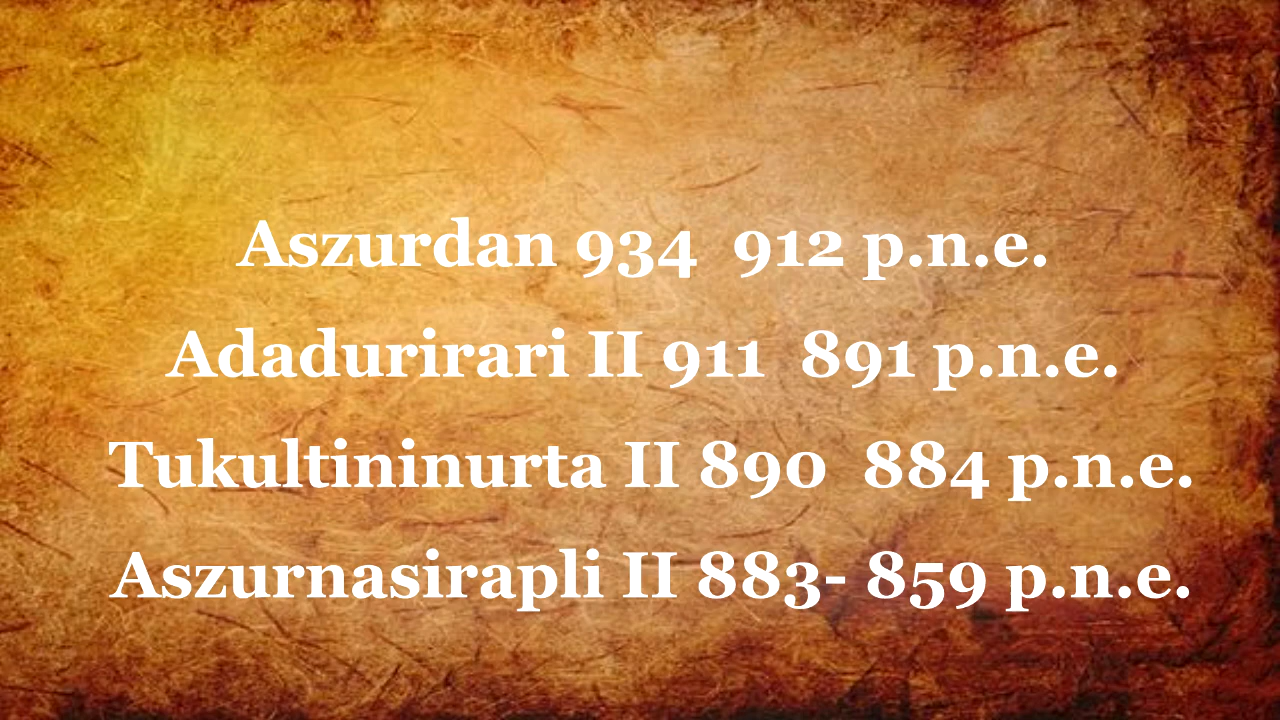 Aszurdan 934  912 p.n.e.
Adadurirari II 911  891 p.n.e.
Tukultininurta II 890  884 p.n.e.
Aszurnasirapli II 883- 859 p.n.e.